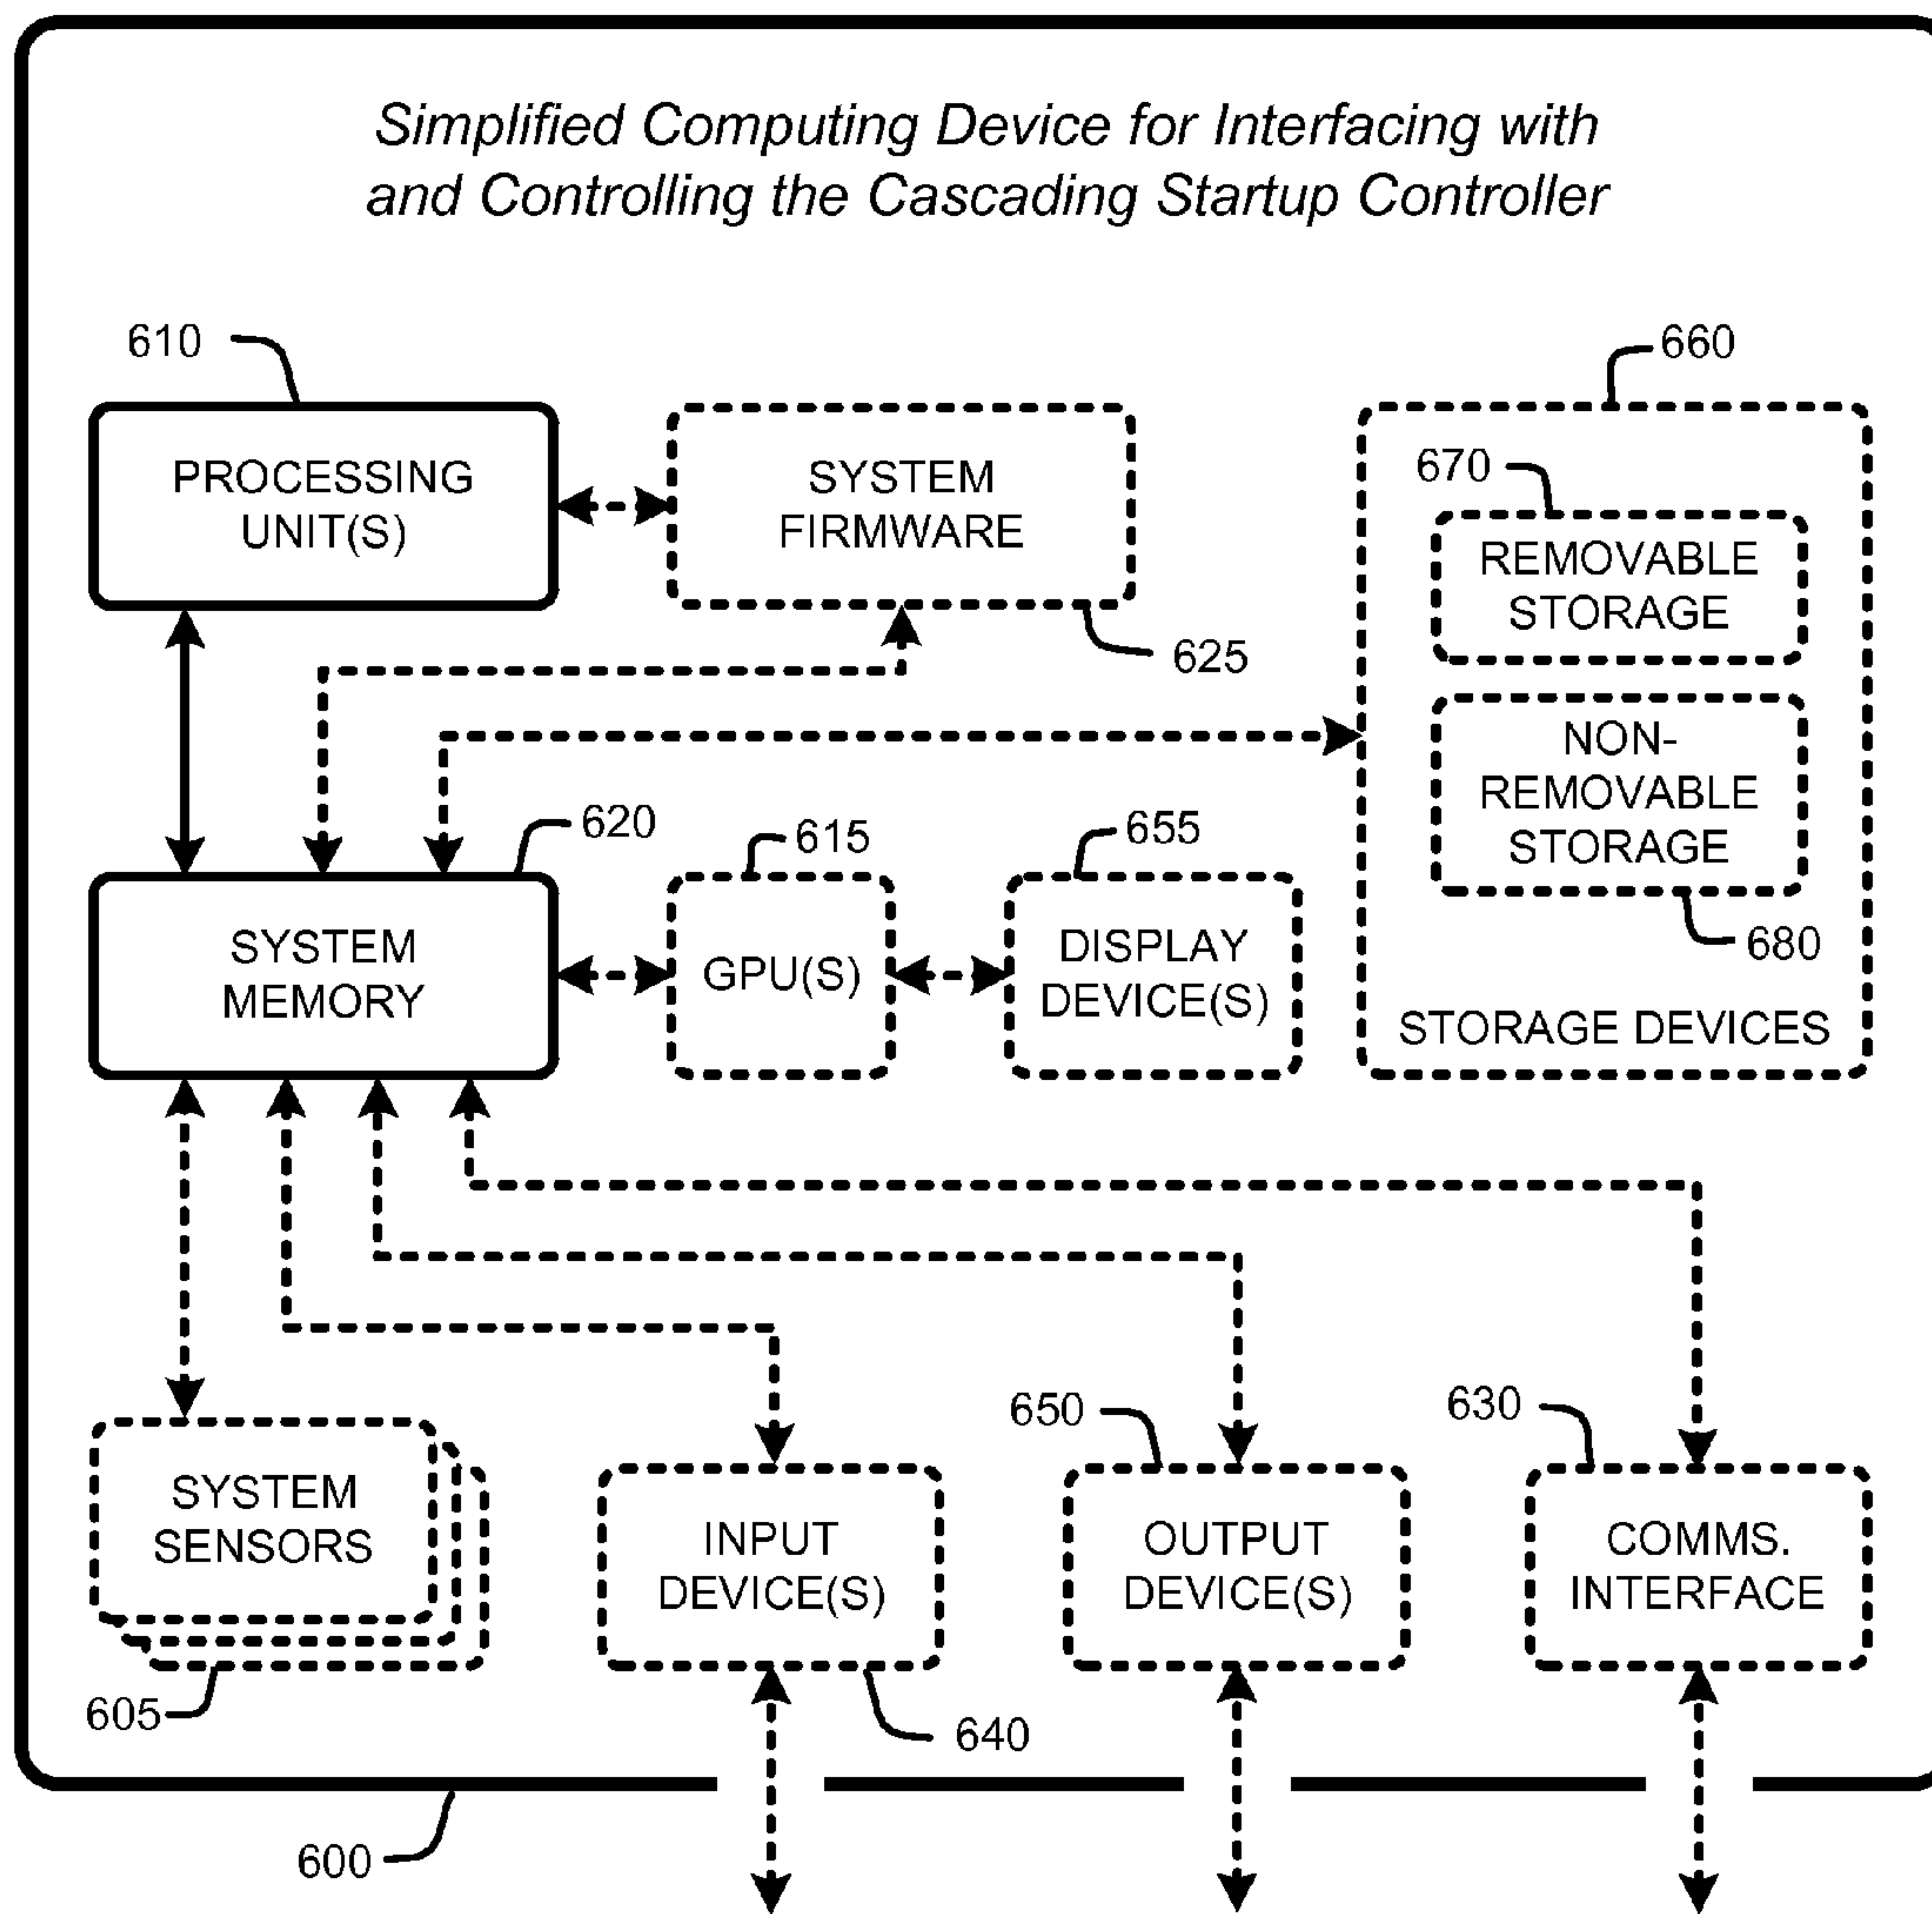 Simplified Computing Device for Interfacing with
and Controlling the Cascading Startup Controller
610
660
PROCESSING
UNIT(S)
SYSTEM
FIRMWARE
625
670
REMOVABLE
STORAGE
NON-
REMOVABLE
STORAGE
680
STORAGE DEVICES
620
615
655
SYSTEM
MEMORY
GPU(S)
DISPLAY
DEVICE(S)
650
630
SYSTEM
SENSORS
INPUT
DEVICE(S)
OUTPUT
DEVICE(S)
COMMS.
INTERFACE
605
640
600